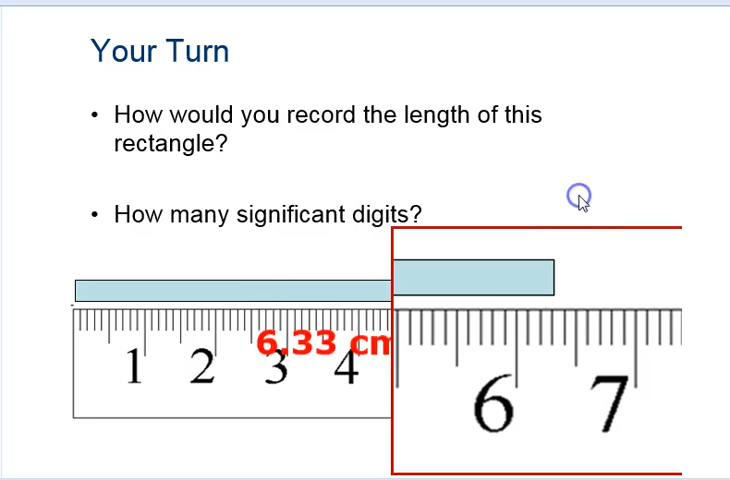 Your Turn
• How would you record the length of this
rectangle?
• How many significant digits?
6.33 cm
1 2 3 4
6 7